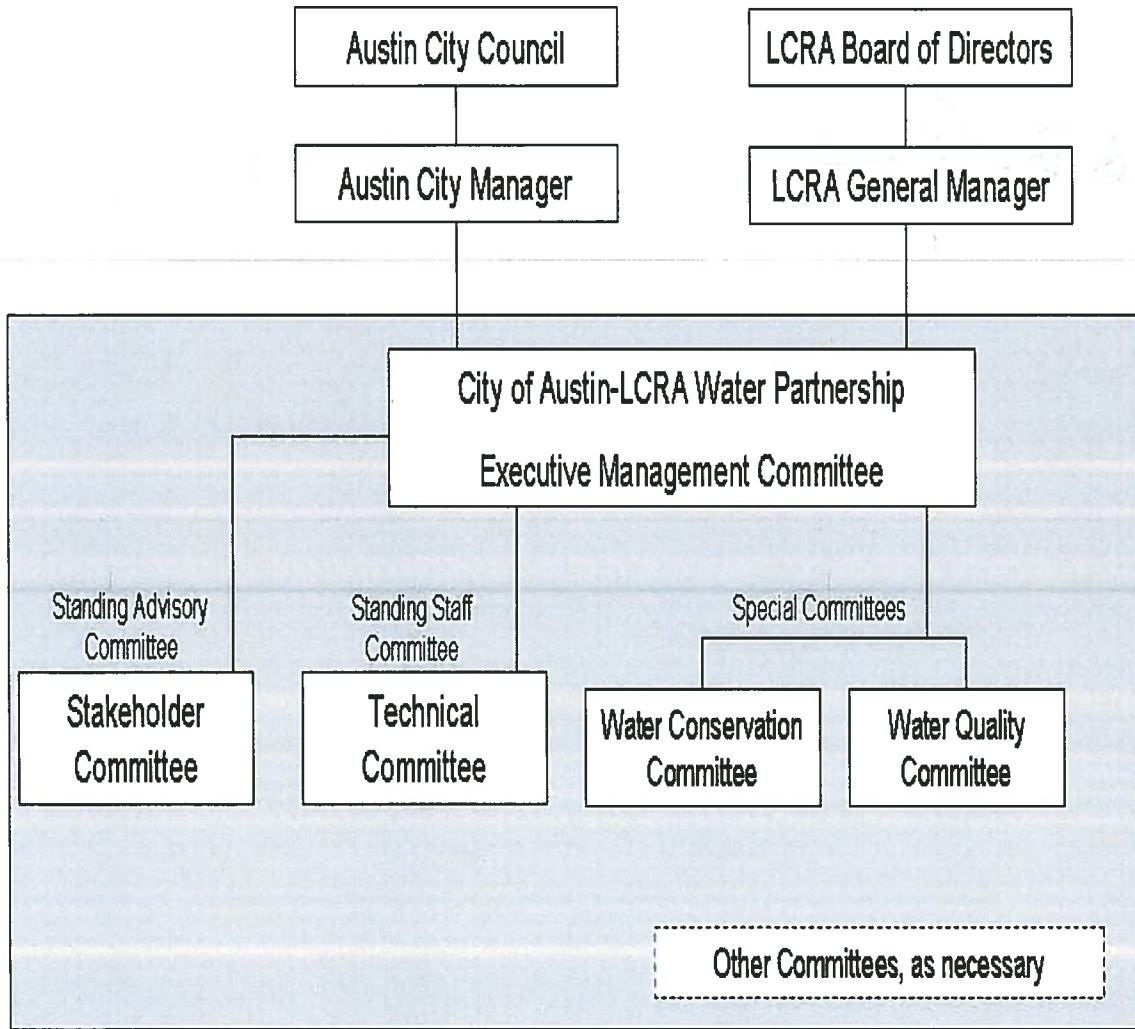 Austin City Council
LCRA Board of Directors
Austin City Manager
LCRA General Manager
City of Austin-LCRA Water Partnership
Executive Management Committee
Standing Advisory
Committee
Standing Staff
Committee
Special Committees
Stakeholder
Committee
Technical
Committee
Water Conservation
Committee
Water Quality
Committee
Other Committees, as necessary